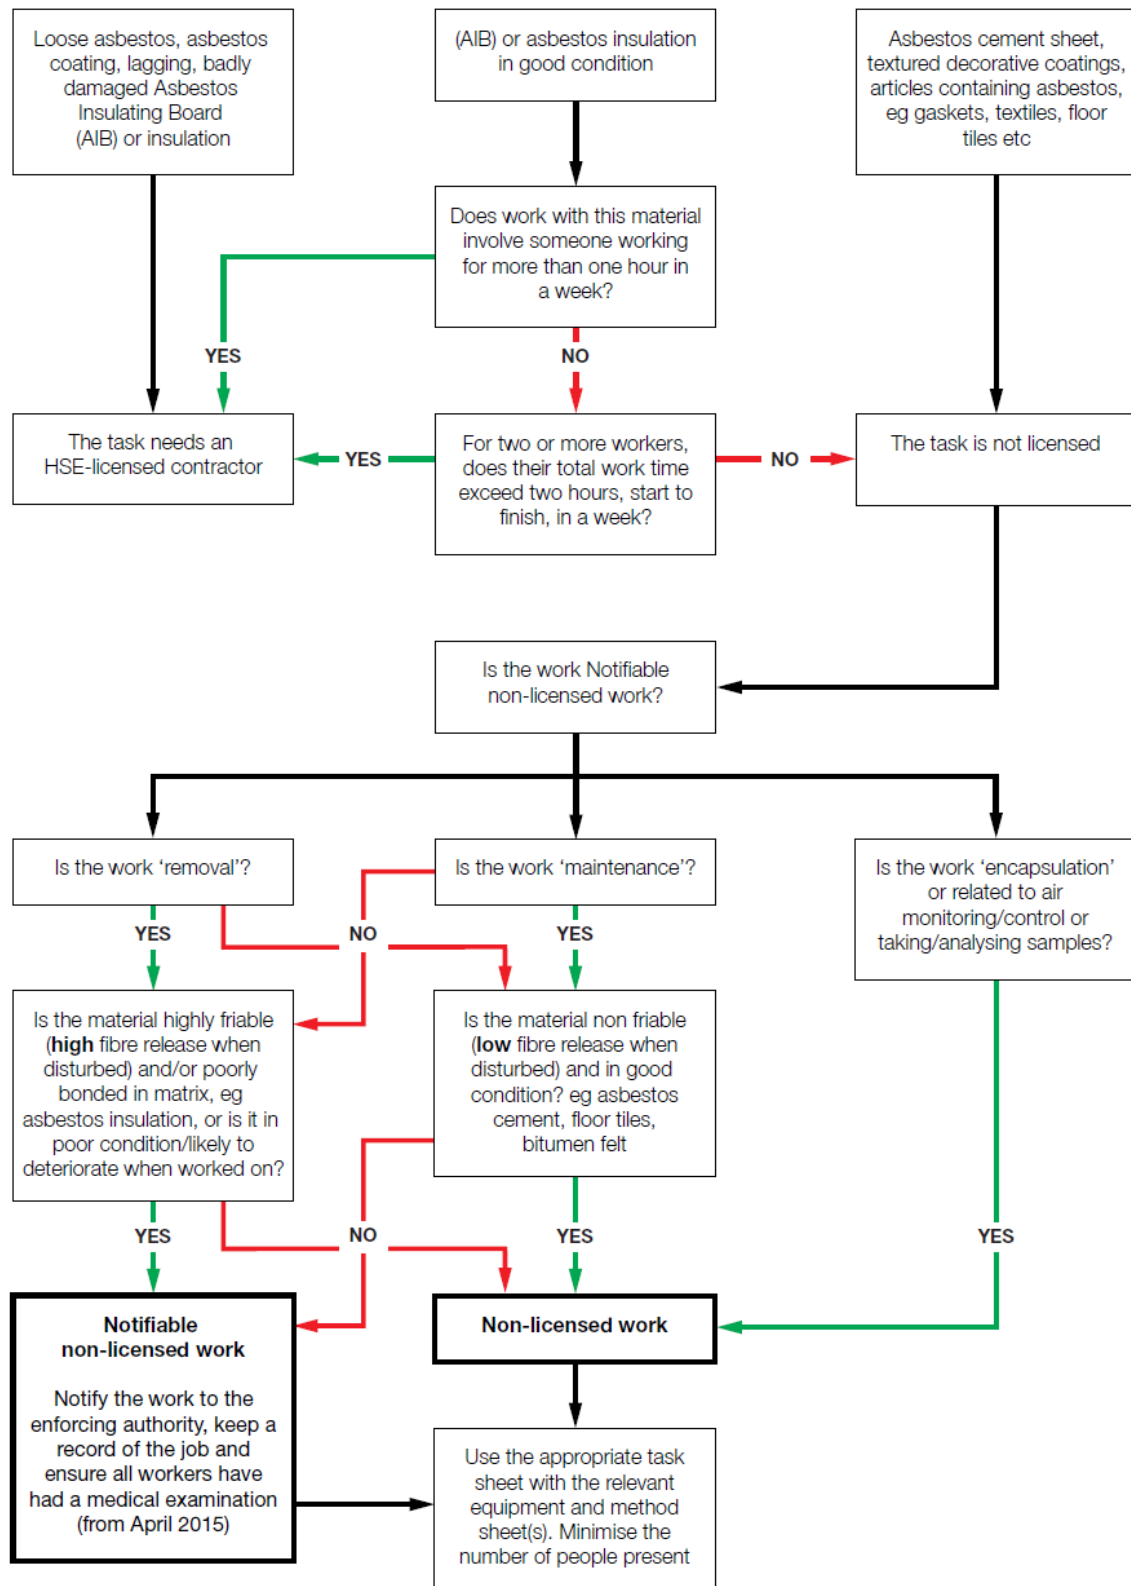 Loose asbestos, asbestos
coating, lagging, badly
damaged Asbestos
Insulating Board
(AIB) or insulation
(AIB) or asbestos insulation
in good condition
Asbestos cement sheet,
textured decorative coatings,
articles containing asbestos,
eg gaskets, textiles, floor
tiles etc
Does work with this material
involve someone working
for more than one hour in
a week?
YES
NO
The task needs an
HSE-licensed contractor
YES
For two or more workers,
does their total work time
exceed two hours, start to
finish, in a week?
NO
The task is not licensed
Is the work Notifiable
non-licensed work?
Is the work ‘removal’?
Is the work ‘maintenance’?
Is the work ‘encapsulation’
or related to air
monitoring/control or
taking/analysing samples?
YES
NO
YES
Is the material highly friable
(high fibre release when
disturbed) and/or poorly
bonded in matrix, eg
asbestos insulation, or is it in
poor condition/likely to
deteriorate when worked on?
Is the material non friable
(low fibre release when
disturbed) and in good
condition? eg asbestos
cement, floor tiles,
bitumen felt
YES
NO
YES
YES
Notifiable
non-licensed work
Notify the work to the
enforcing authority, keep a
record of the job and
ensure all workers have
had a medical examination
(from April 2015)
Non-licensed work
Use the appropriate task
sheet with the relevant
equipment and method
sheet(s). Minimise the
number of people present